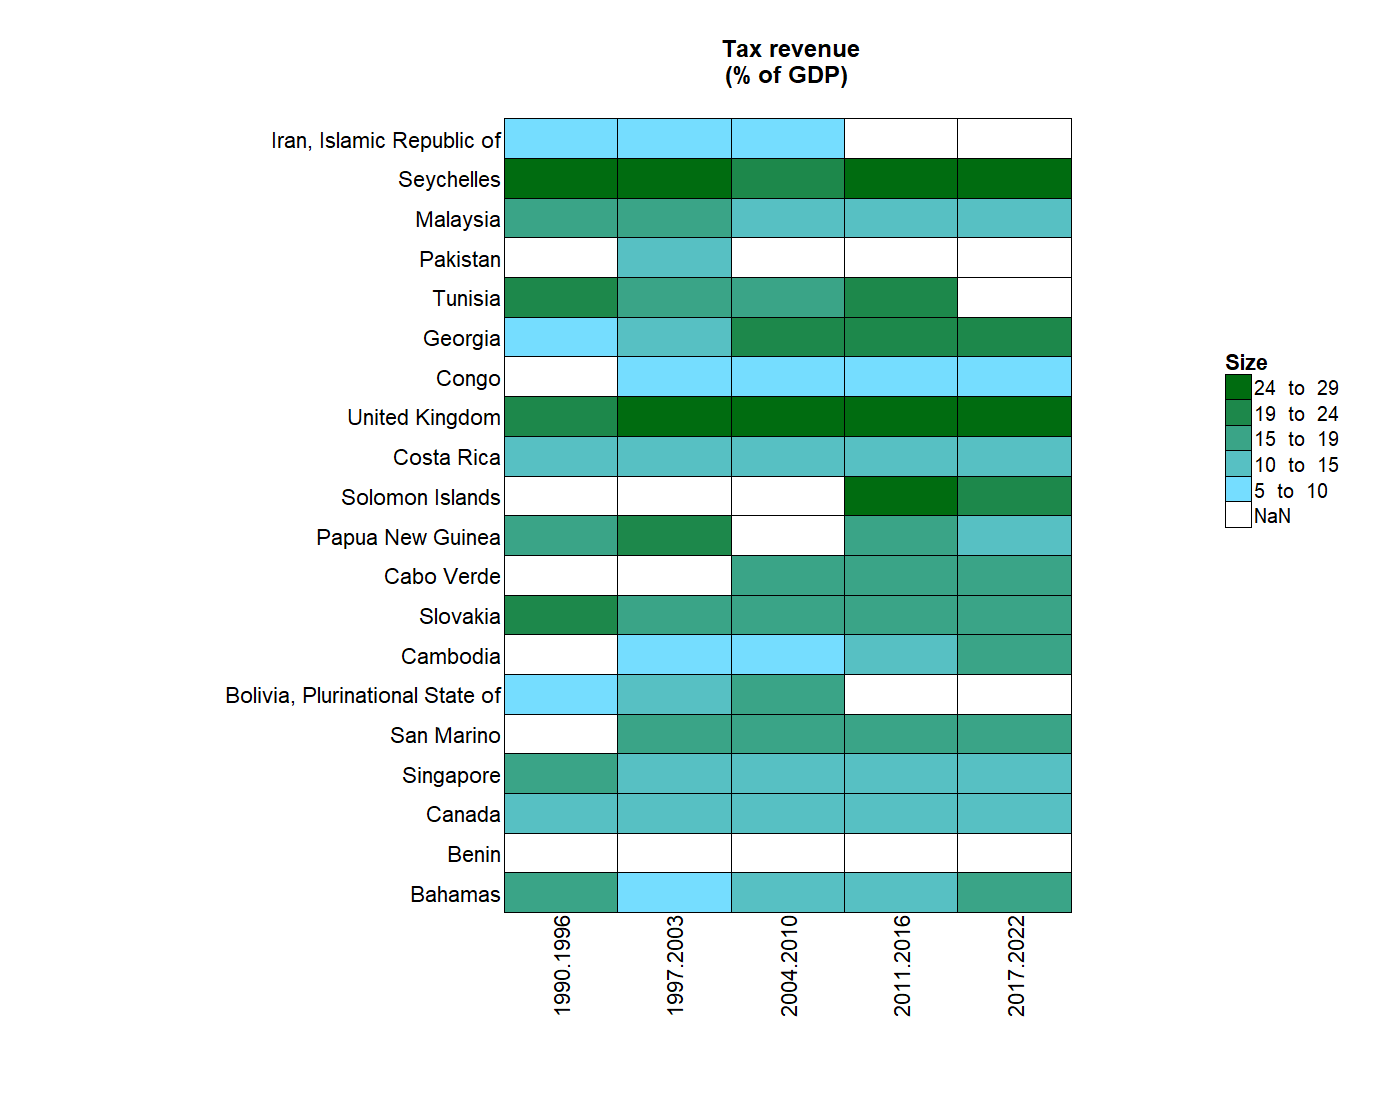 Tax revenue
(% of GDP)
Iran, Islamic Republic of
Seychelles
Malaysia
Pakistan
Tunisia
Georgia
Congo
United Kingdom
Costa Rica
Solomon Islands
Papua New Guinea
Cabo Verde
Slovakia
Cambodia
Bolivia, Plurinational State of
San Marino
Singapore
Canada
Benin
Bahamas
1990.1996
1997.2003
2004.2010
2011.2016
2017.2022
Size
24 to 29
19 to 24
15 to 19
10 to 15
5 to 10
NaN